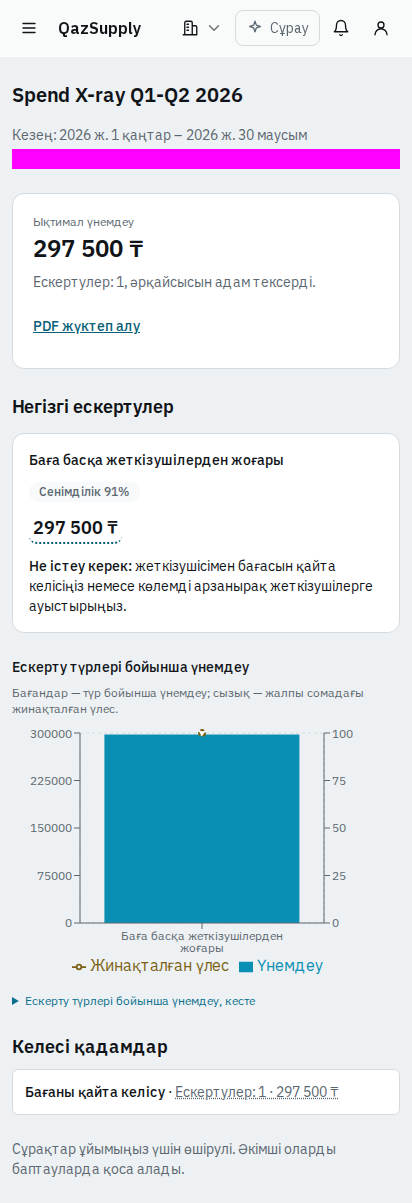 QazSupply
Сұрау
Spend X-ray Q1-Q2 2026
Кезең: 2026 ж. 1 қаңтар – 2026 ж. 30 маусым
Ықтимал үнемдеу
297 500 ₸
Ескертулер: 1, әрқайсысын адам тексерді.
PDF жүктеп алу
Негізгі ескертулер
Баға басқа жеткізушілерден жоғары
Сенімділік 91%
297 500 ₸
Не істеу керек: жеткізушісімен бағасын қайта
келісіңіз немесе көлемді арзанырақ жеткізушілерге
ауыстырыңыз.
Ескерту түрлері бойынша үнемдеу
Бағандар — түр бойынша үнемдеу; сызық — жалпы сомадағы
жинақталған үлес.
300000 100
225000 75
150000 50
75000 25
0 0
Баға басқа жеткізушілерден
жоғары
Жинақталған үлес Үнемдеу
Ескерту түрлері бойынша үнемдеу, кесте
Келесі қадамдар
Бағаны қайта келісу · Ескертулер: 1 · 297 500 ₸
Сұрақтар ұйымыңыз үшін өшірулі. Әкімші оларды
баптауларда қоса алады.